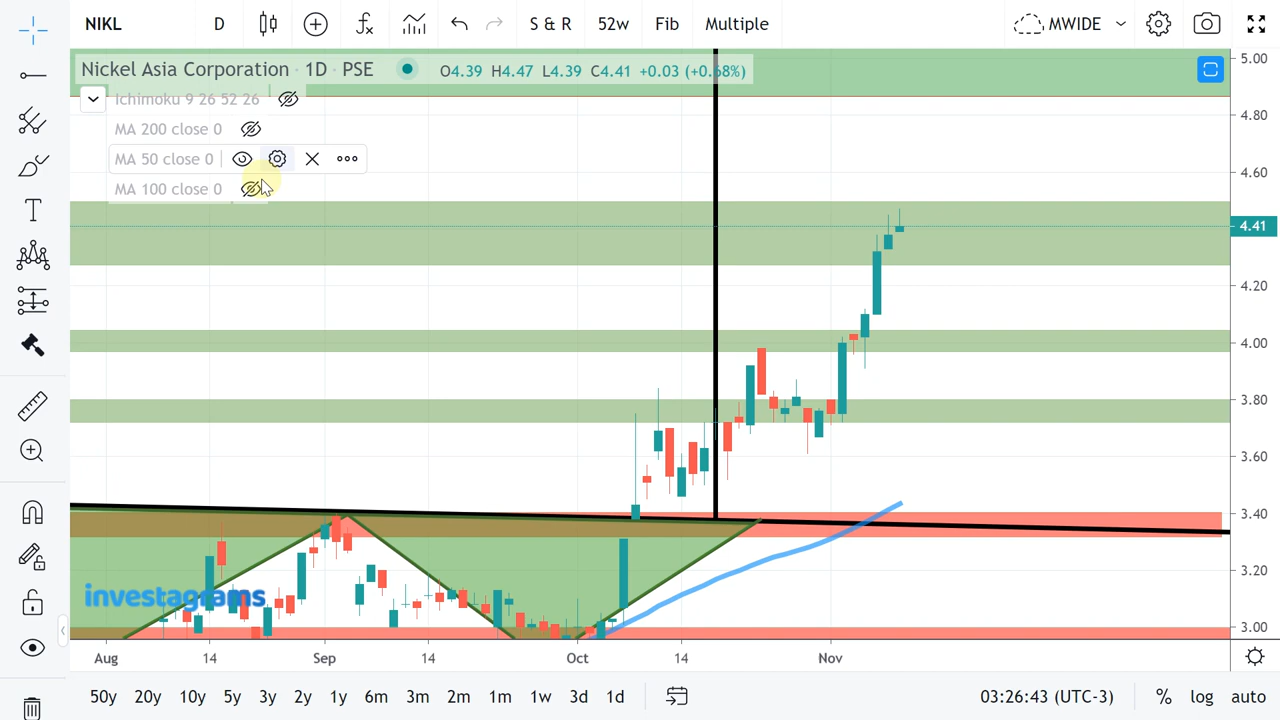 NIKL D S & R 52w Fib Multiple MWIDE
Nickel Asia Corporation · 1D · PSE O4.39 H4.47 L4.39 C4.41 +0.03 (+0.68%)
Ichimoku 9 26 52 26
MA 200 close 0
MA 50 close 0
MA 100 close 0
5.00
4.80
4.60
4.41
4.20
4.00
3.80
3.60
3.40
3.20
3.00
investagrams
Aug 14 Sep 14 Oct 14 Nov
50y 20y 10y 5y 3y 2y 1y 6m 3m 2m 1m 1w 3d 1d 03:26:43 (UTC-3) % log auto